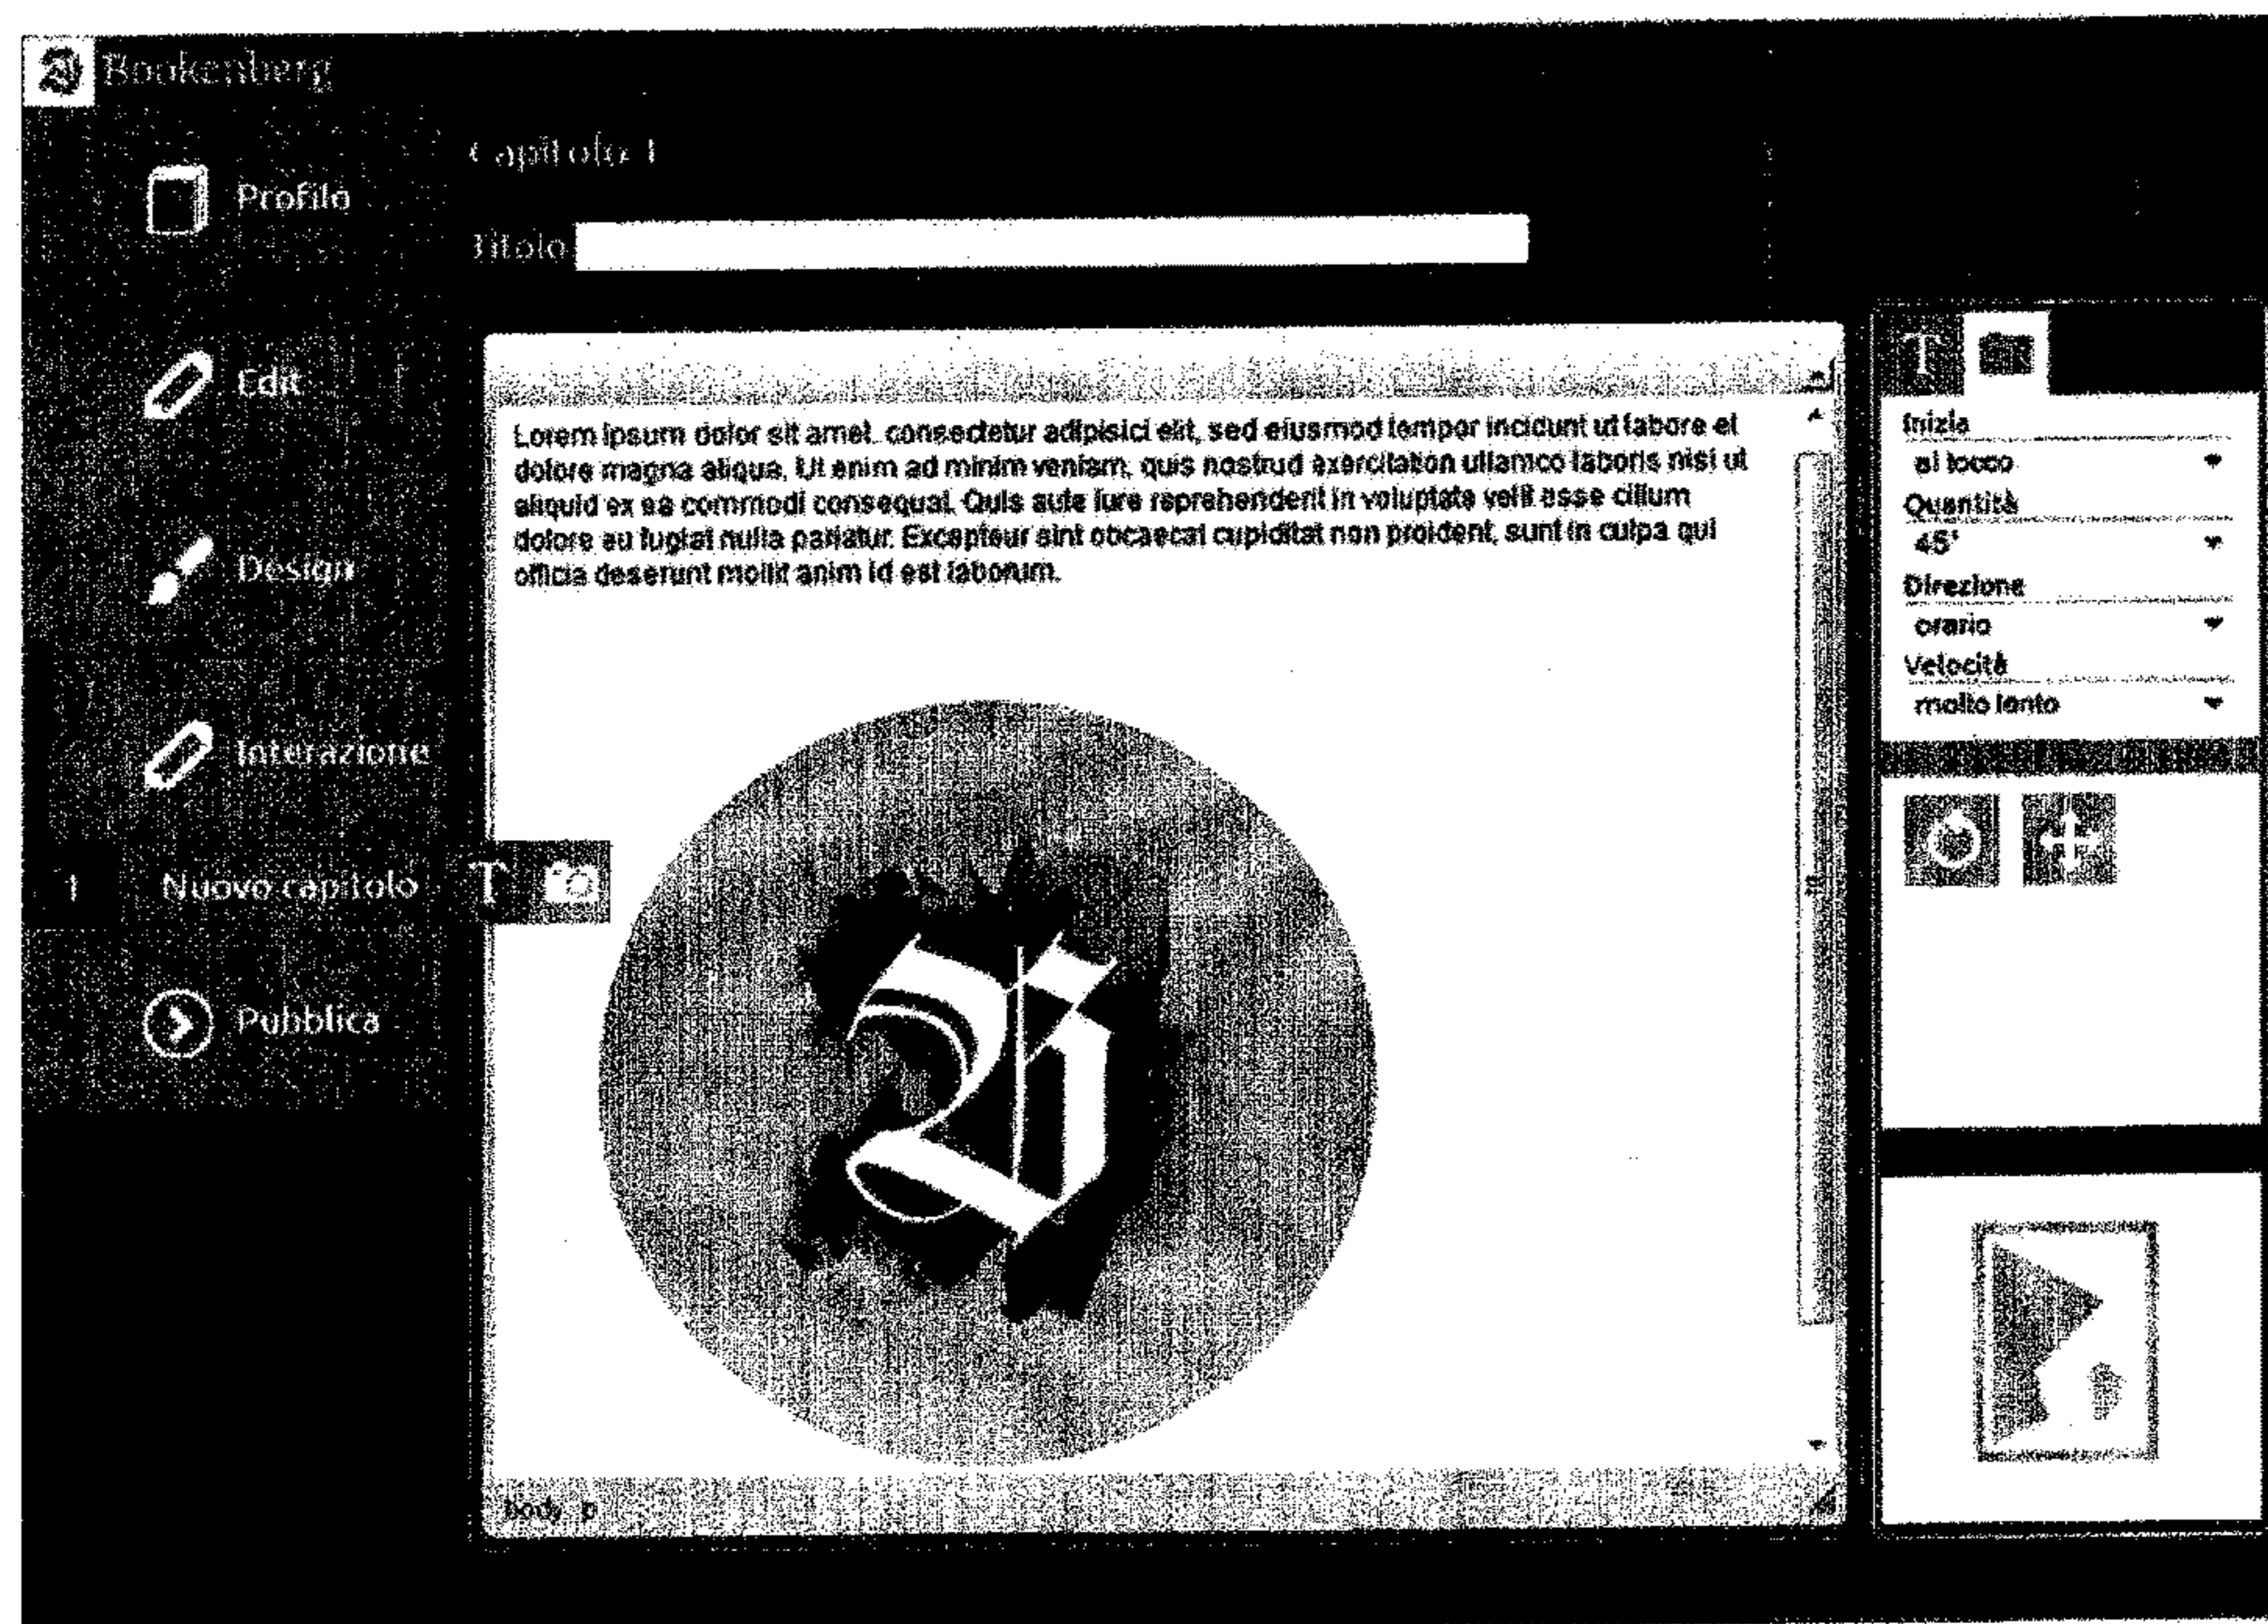 Bookenberg
Profilo
Edit
Design
Interazione
1
Nuovo capitolo
Pubblica
Capitolo 1
Titolo
Lorem ipsum dolor sit amet, consectetur adipisici elit, sed eiusmod tempor incidunt ut labore et
dolore magna aliqua. Ut enim ad minim veniam, quis nostrud exercitation ullamco laboris nisi ut
aliquid ex ea commodi consequat. Quis aute iure reprehenderit in voluptate velit esse cillum
dolore eu fugiat nulla pariatur. Excepteur sint obcaecat cupiditat non proident, sunt in culpa qui
officia deserunt mollit anim id est laborum.
T
body p
T
Inizia
al tocco
Quantità
45°
Direzione
orario
Velocità
molto lento